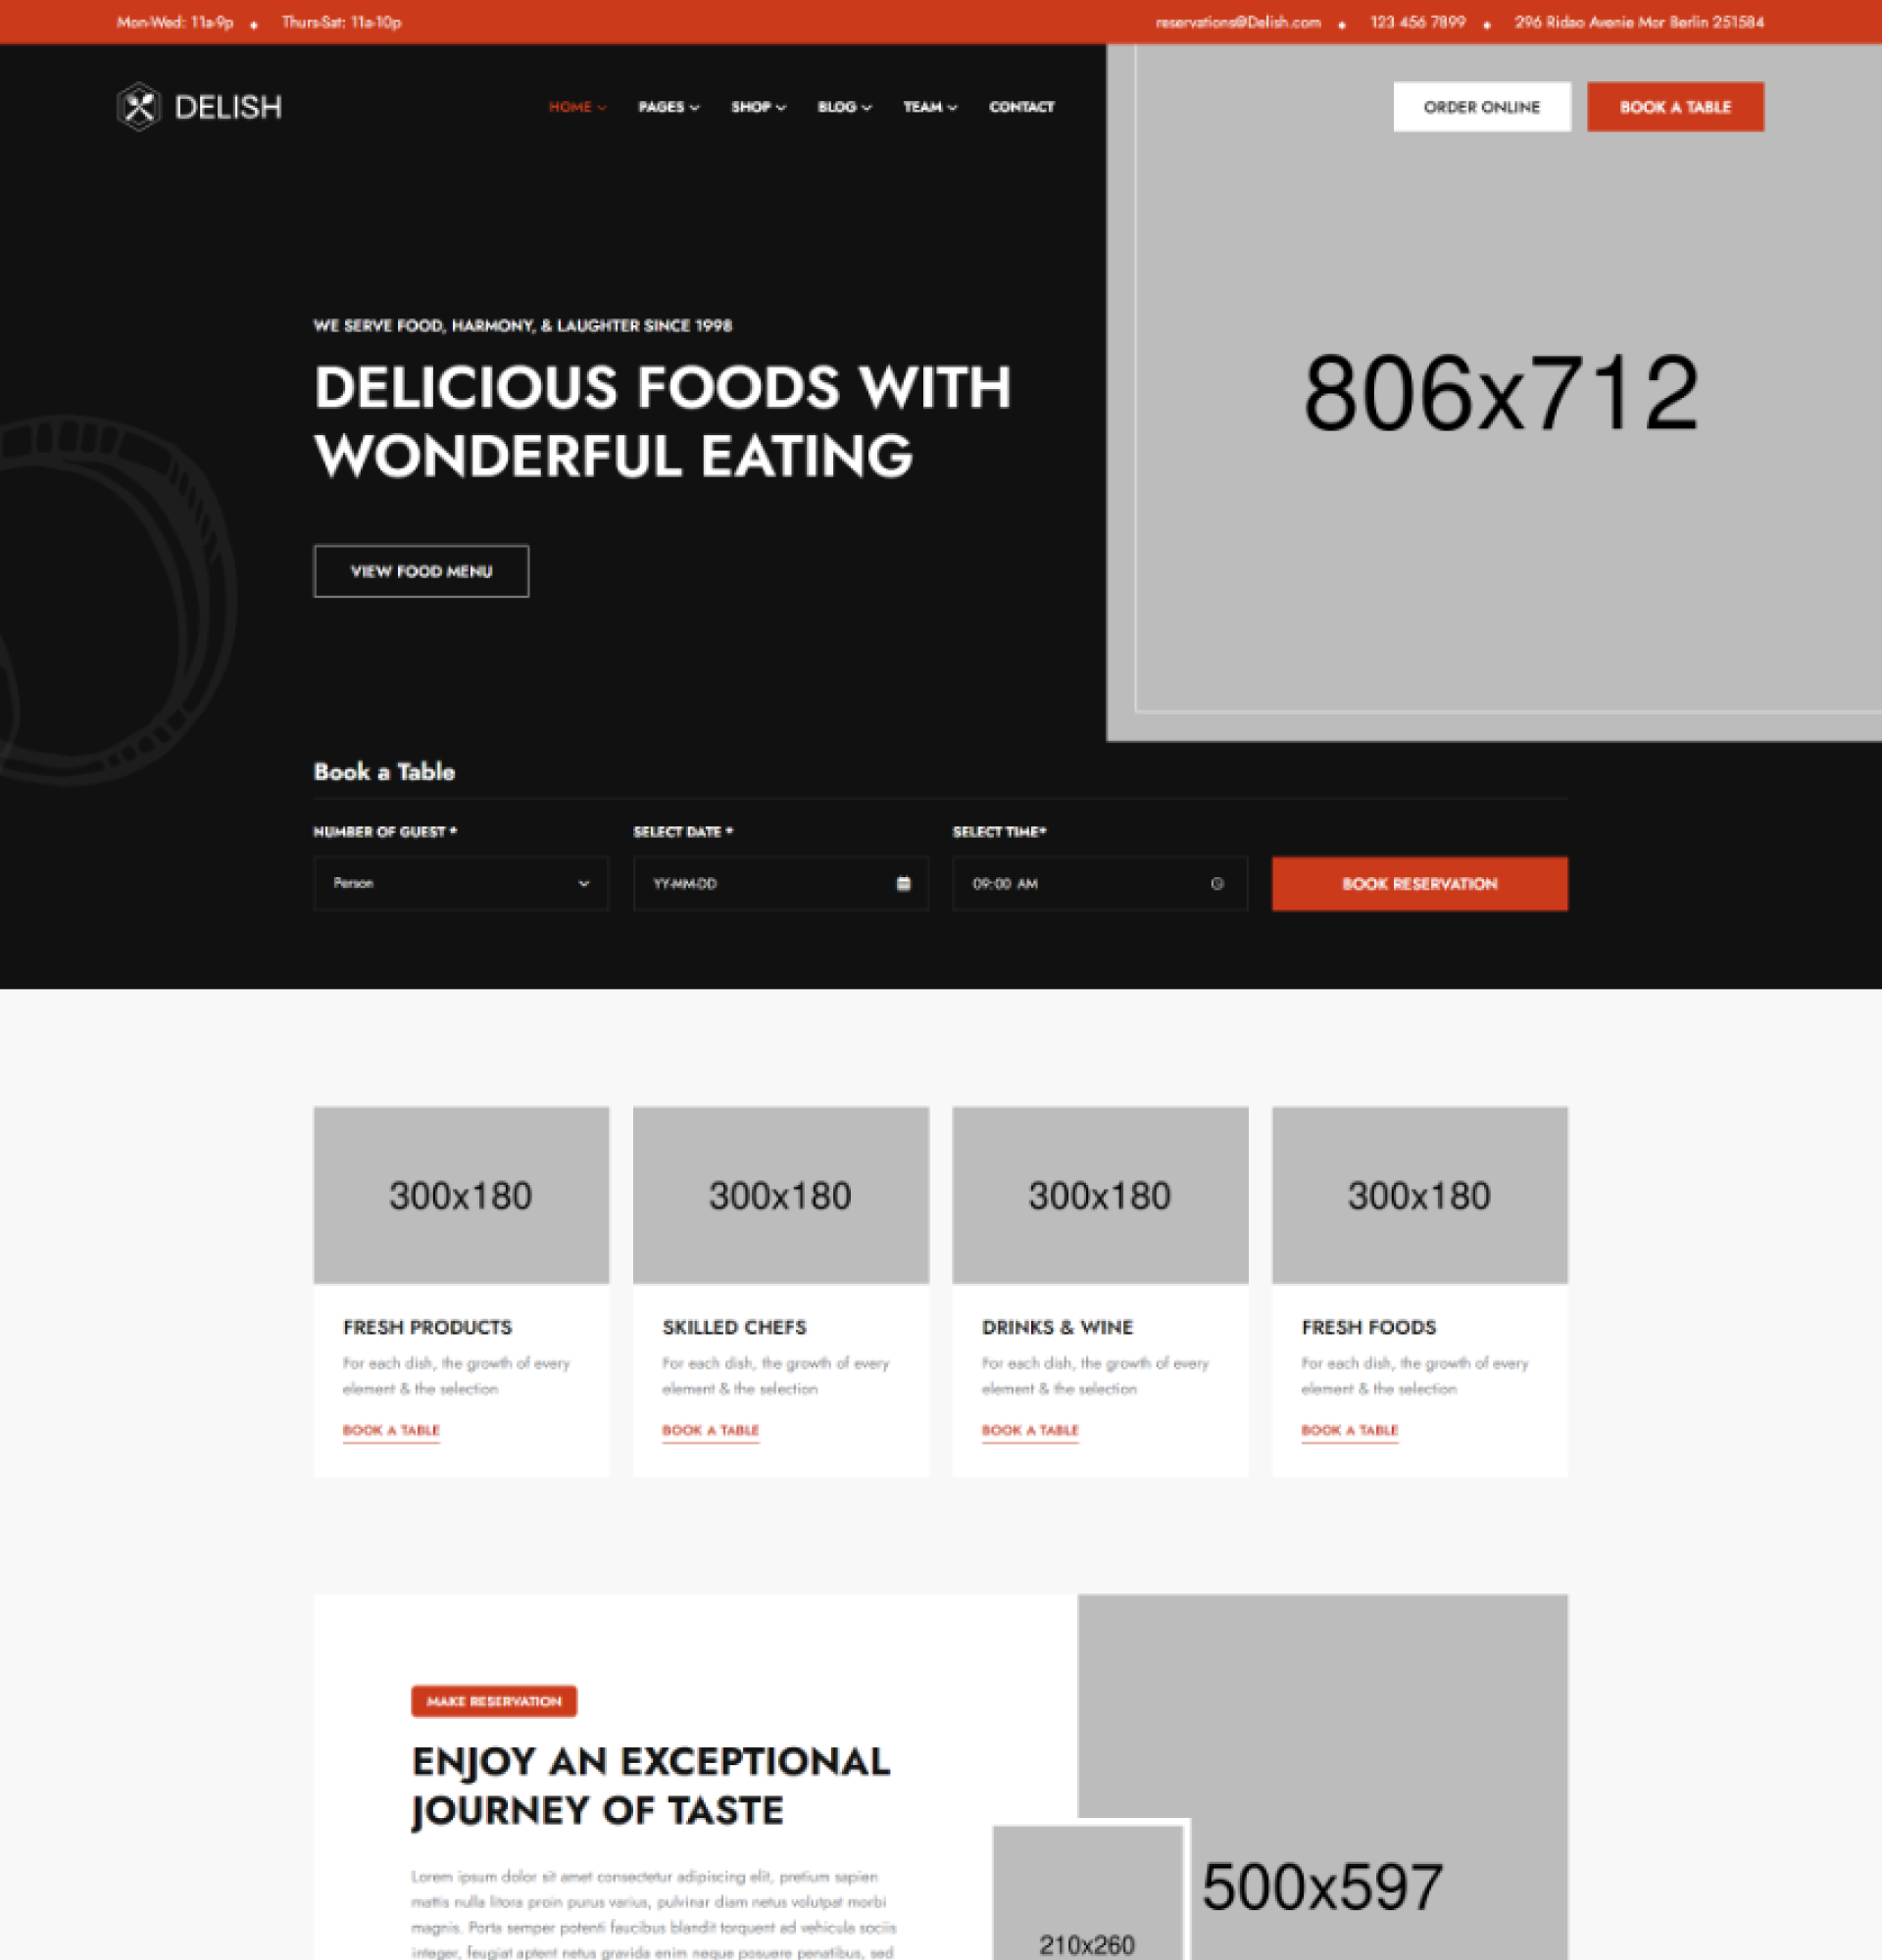 Mon-Wed: 11a-9p • Thurs-Sat: 11a-10p
reservations@Delish.com • 123 456 7899 • 296 Ridao Avenie Mor Berlin 251584
DELISH
HOME PAGES SHOP BLOG TEAM CONTACT
ORDER ONLINE BOOK A TABLE
WE SERVE FOOD, HARMONY, & LAUGHTER SINCE 1998
DELICIOUS FOODS WITH
WONDERFUL EATING
806x712
VIEW FOOD MENU
Book a Table
NUMBER OF GUEST * SELECT DATE * SELECT TIME*
Person YY-MM-DD 09:00 AM BOOK RESERVATION
300x180 300x180 300x180 300x180
FRESH PRODUCTS
For each dish, the growth of every
element & the selection
BOOK A TABLE
SKILLED CHEFS
For each dish, the growth of every
element & the selection
BOOK A TABLE
DRINKS & WINE
For each dish, the growth of every
element & the selection
BOOK A TABLE
FRESH FOODS
For each dish, the growth of every
element & the selection
BOOK A TABLE
MAKE RESERVATION
ENJOY AN EXCEPTIONAL
JOURNEY OF TASTE
Lorem ipsum dolor sit amet consectetur adipiscing elit, pretium sapien
mattis nulla litora proin purus varius, pulvinar diam netus volutpat morbi
magnis. Porta semper potenti faucibus blandit torquent ad vehicula sociis
integer, feugiat aptent netus gravida enim neque posuere penatibus, sed
500x597
210x260